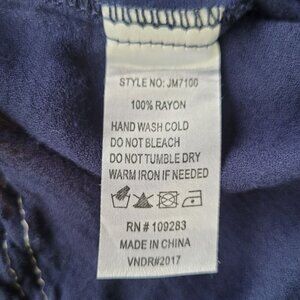 STYLE NO: JM7106
100% RAYON
HAND WASH COLD
DO NOT BLEACH
DO NOT TUMBLE DRY
WARM IRON IF NEEDED
RN # 109283
MADE IN CHINA
VNDR#2017